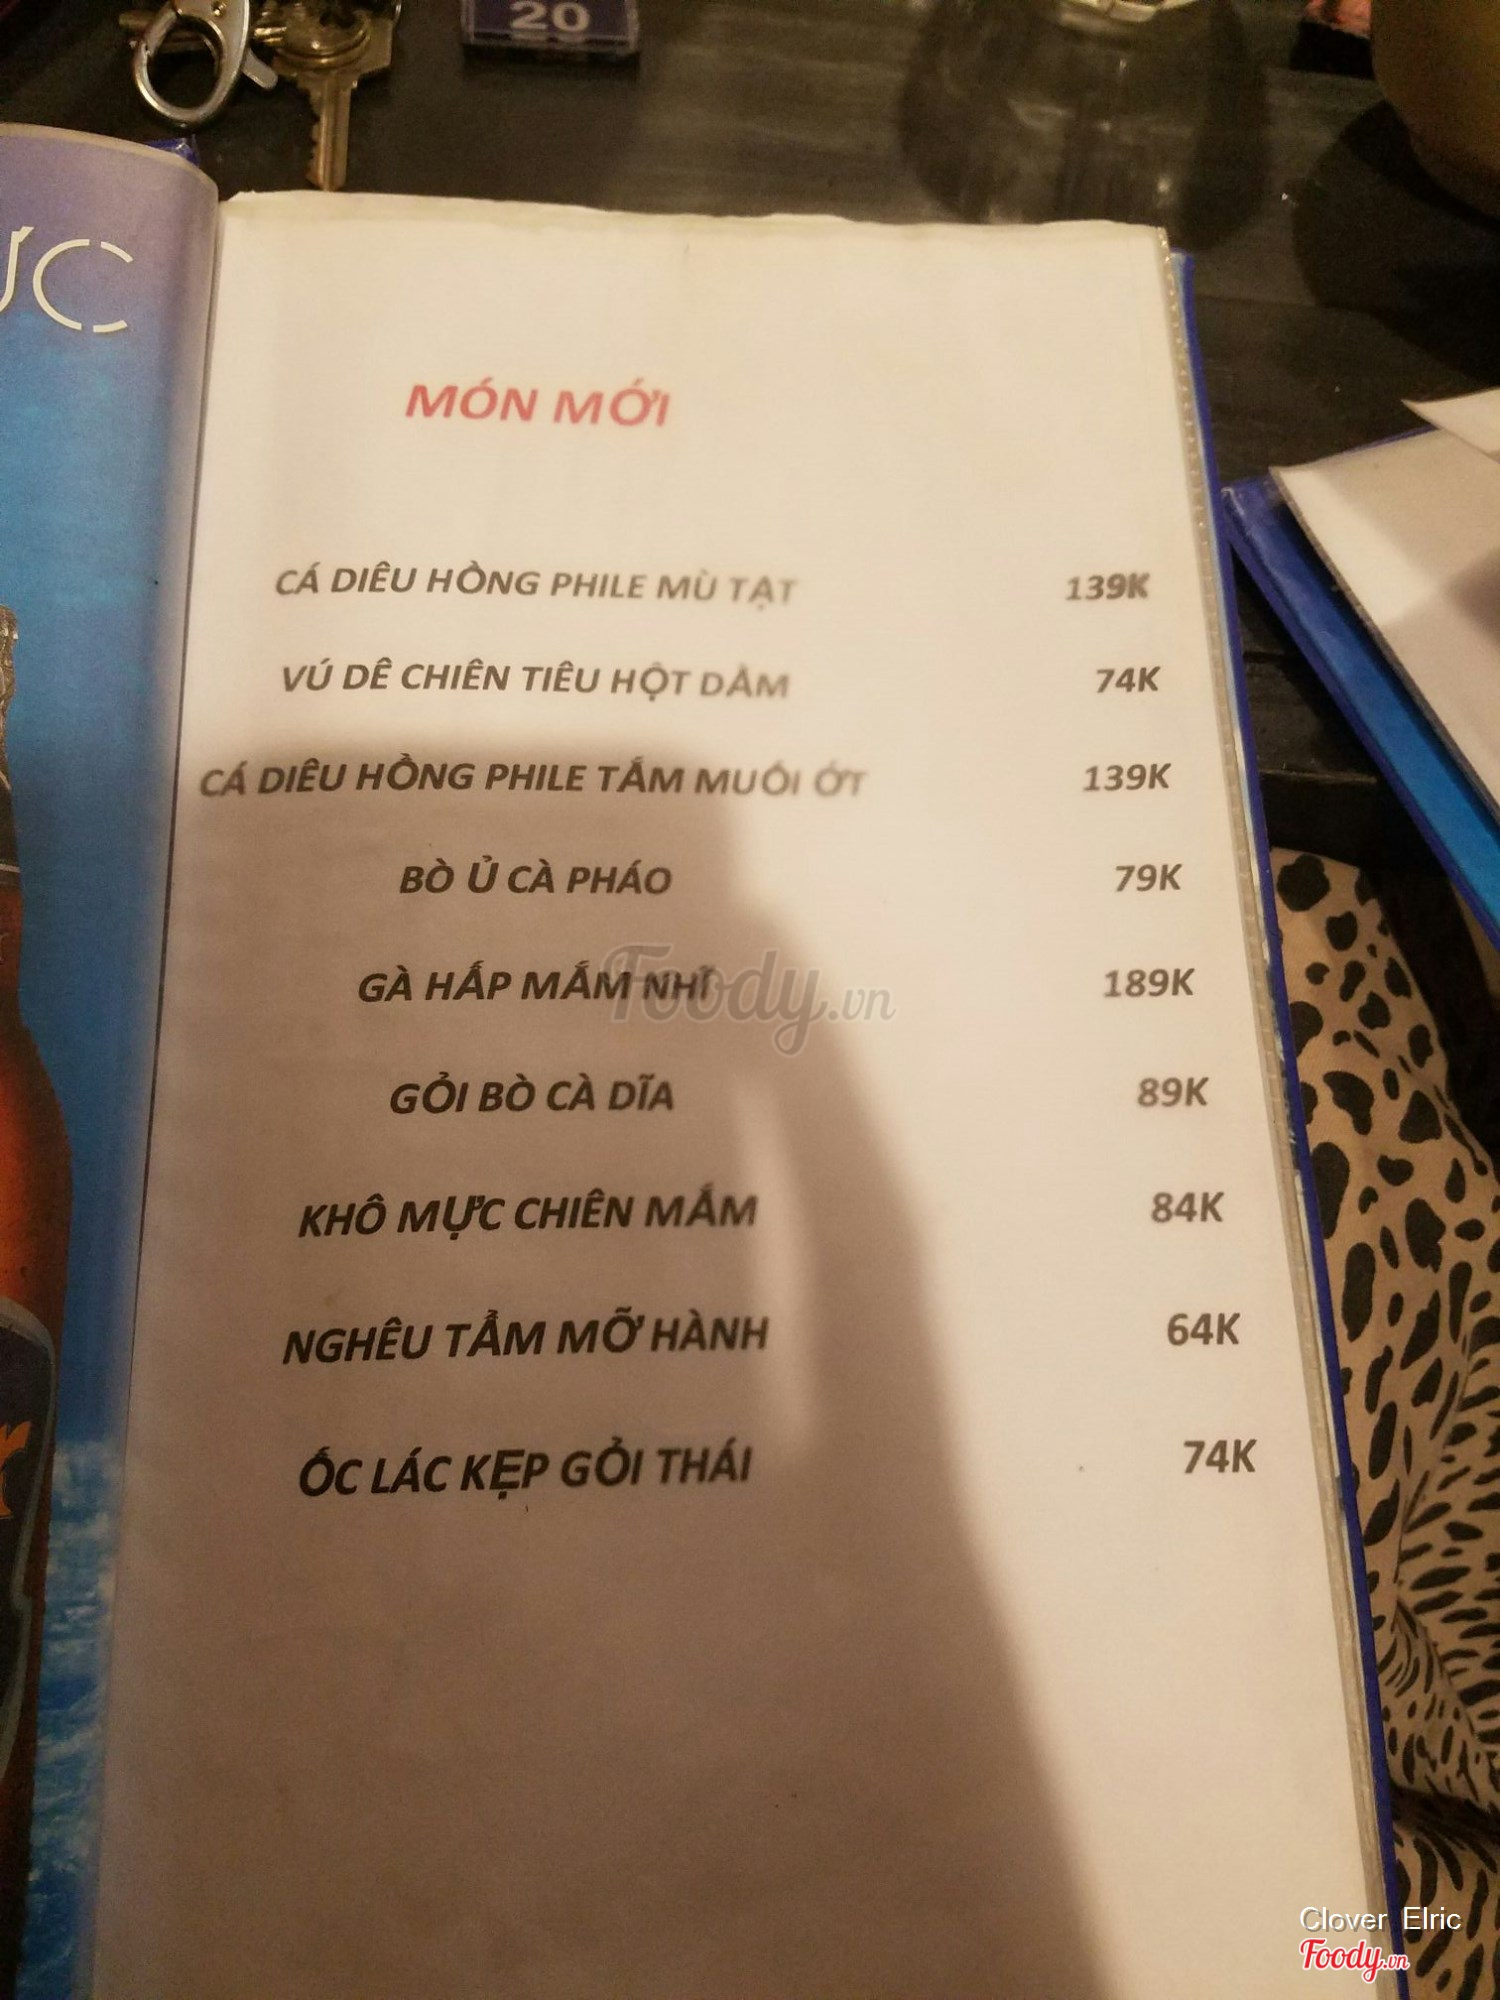 20
ƯC
MÓN MỚI
CÁ DIÊU HỒNG PHILE MÙ TẠT 139K
VÚ DÊ CHIÊN TIÊU HỘT DẦM 74K
CÁ DIÊU HỒNG PHILE TẮM MUỐI ỚT 139K
BÒ Ủ CÀ PHÁO 79K
GÀ HẤP MẮM NHĨ 189K
GỎI BÒ CÀ DĨA 89K
KHÔ MỰC CHIÊN MẮM 84K
NGHÊU TẨM MỠ HÀNH 64K
ỐC LÁC KẸP GỎI THÁI 74K
Foody.vn
Clover Elric
Foody.vn